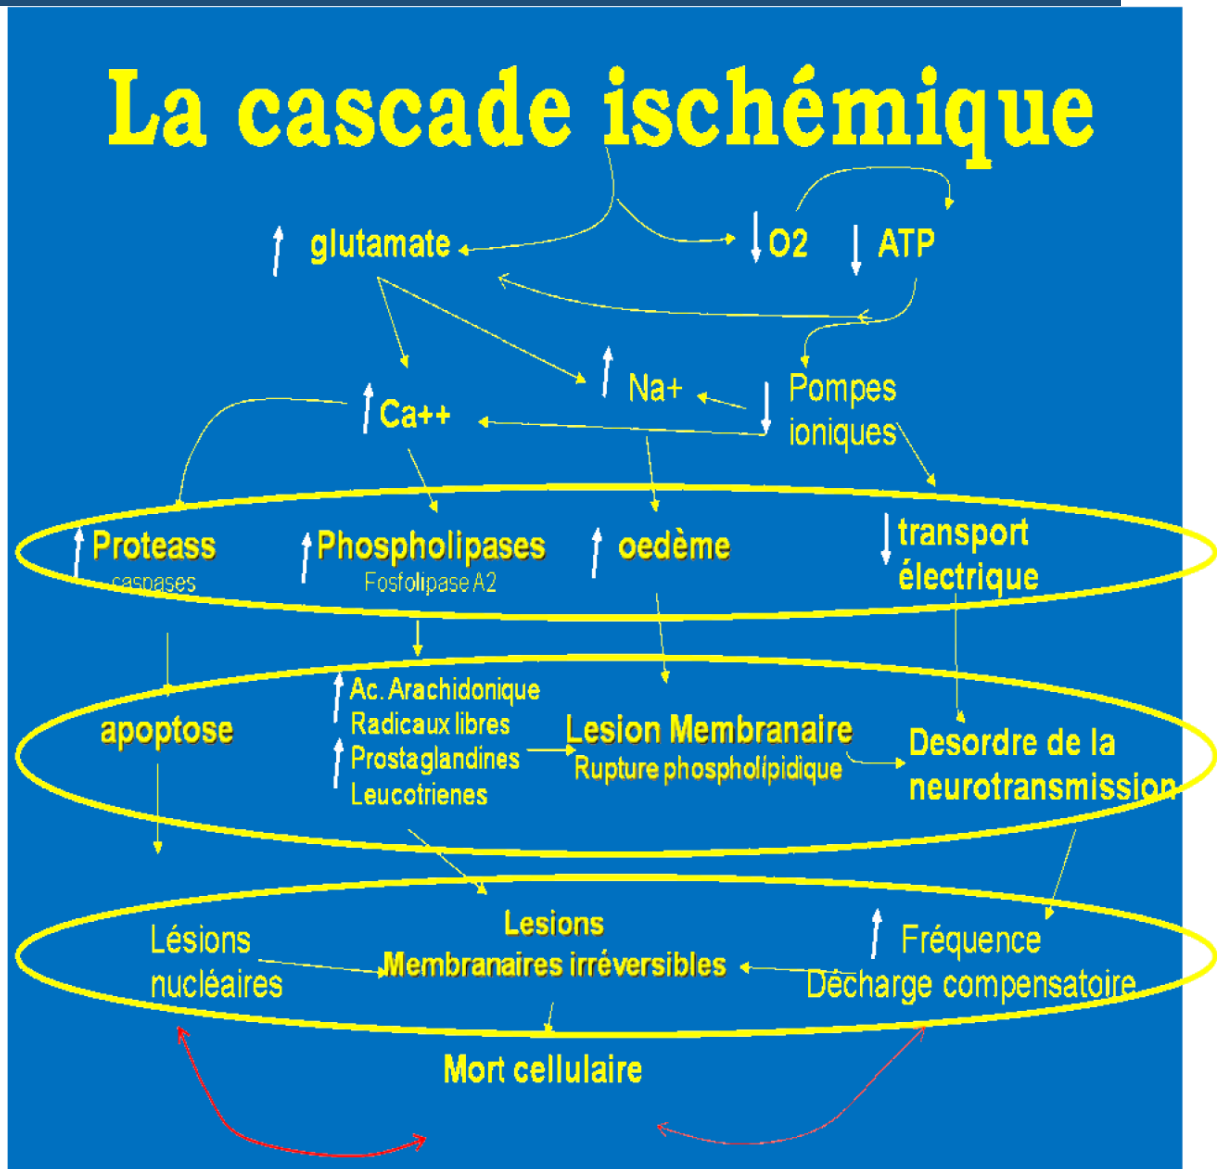 La cascade ischémique
glutamate
O2
ATP
Na+
Pompes
ioniques
Ca++
Proteass
caspases
Phospholipases
Fosfolipase A2
oedème
transport
électrique
apoptose
Ac. Arachidonique
Radicaux libres
Prostaglandines
Leucotrienes
Lesion Membranaire
Rupture phospholipidique
Desordre de la
neurotransmission
Lésions
nucléaires
Lesions
Membranaires irréversibles
Fréquence
Décharge compensatoire
Mort cellulaire